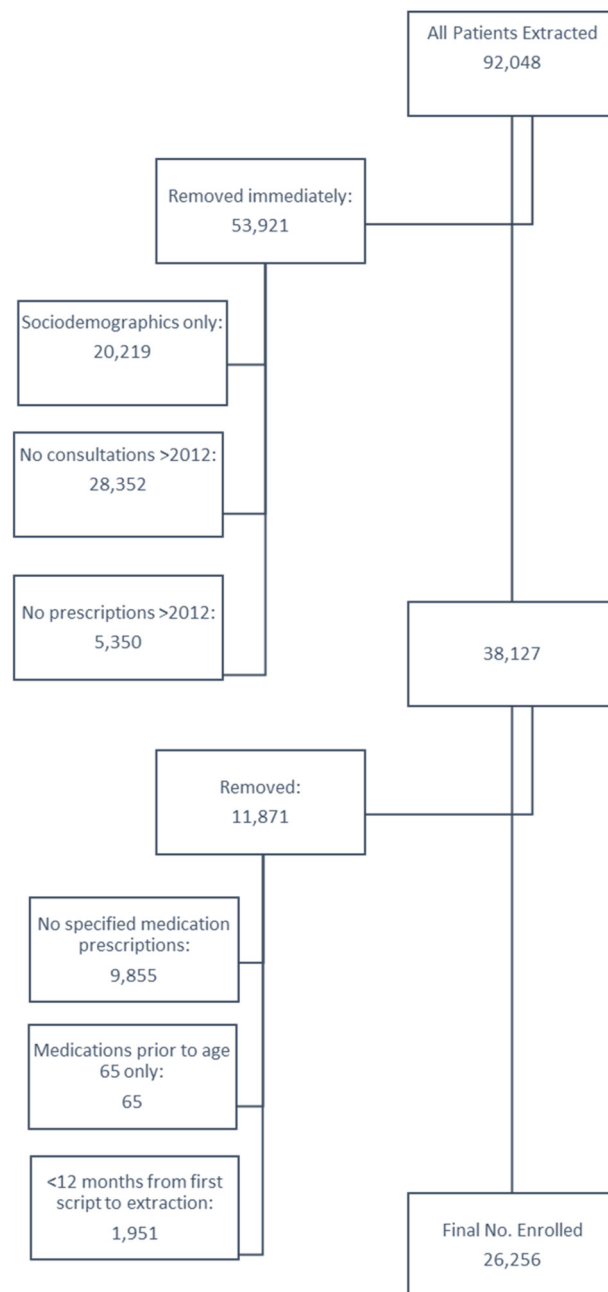 All Patients Extracted
92,048
Removed immediately:
53,921
Sociodemographics only:
20,219
No consultations >2012:
28,352
No prescriptions >2012:
5,350
38,127
Removed:
11,871
No specified medication
prescriptions:
9,855
Medications prior to age
65 only:
65
<12 months from first
script to extraction:
1,951
Final No. Enrolled
26,256